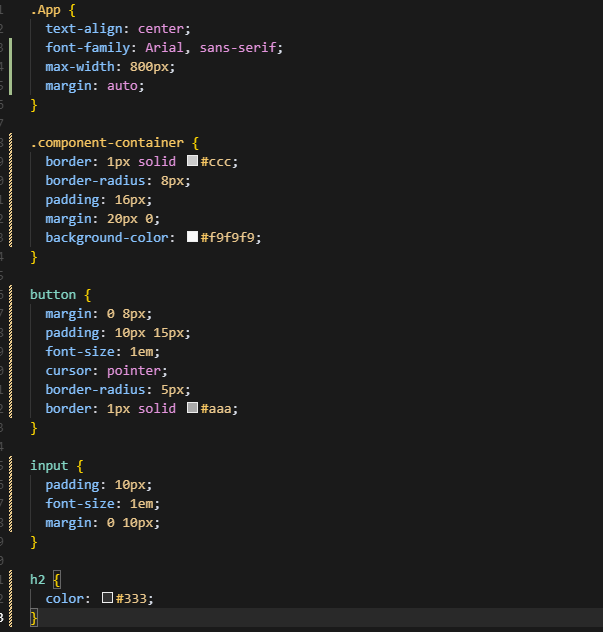 .App {
text-align: center;
font-family: Arial, sans-serif;
max-width: 800px;
margin: auto;
}
.component-container {
border: 1px solid #ccc;
border-radius: 8px;
padding: 16px;
margin: 20px 0;
background-color: #f9f9f9;
}
button {
margin: 0 8px;
padding: 10px 15px;
font-size: 1em;
cursor: pointer;
border-radius: 5px;
border: 1px solid #aaa;
}
input {
padding: 10px;
font-size: 1em;
margin: 0 10px;
}
h2 {
color: #333;
}